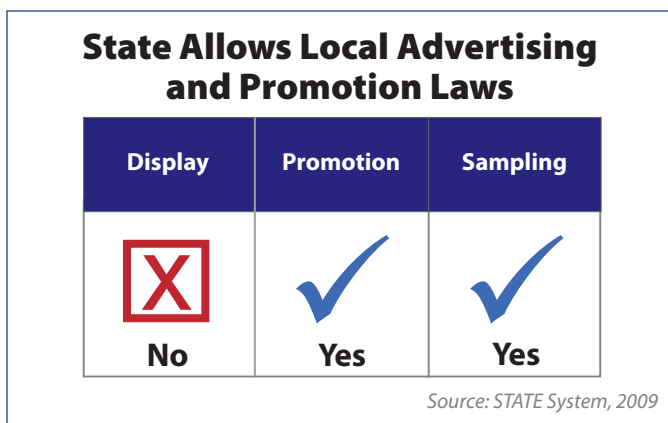 State Allows Local Advertising
and Promotion Laws
Display Promotion Sampling
X
No Yes Yes
Source: STATE System, 2009